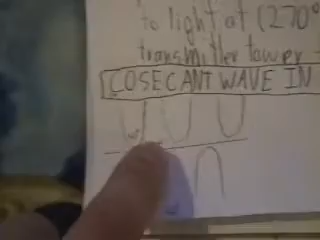 to light at (270°
transmitter tower
COSECANT WAVE IN